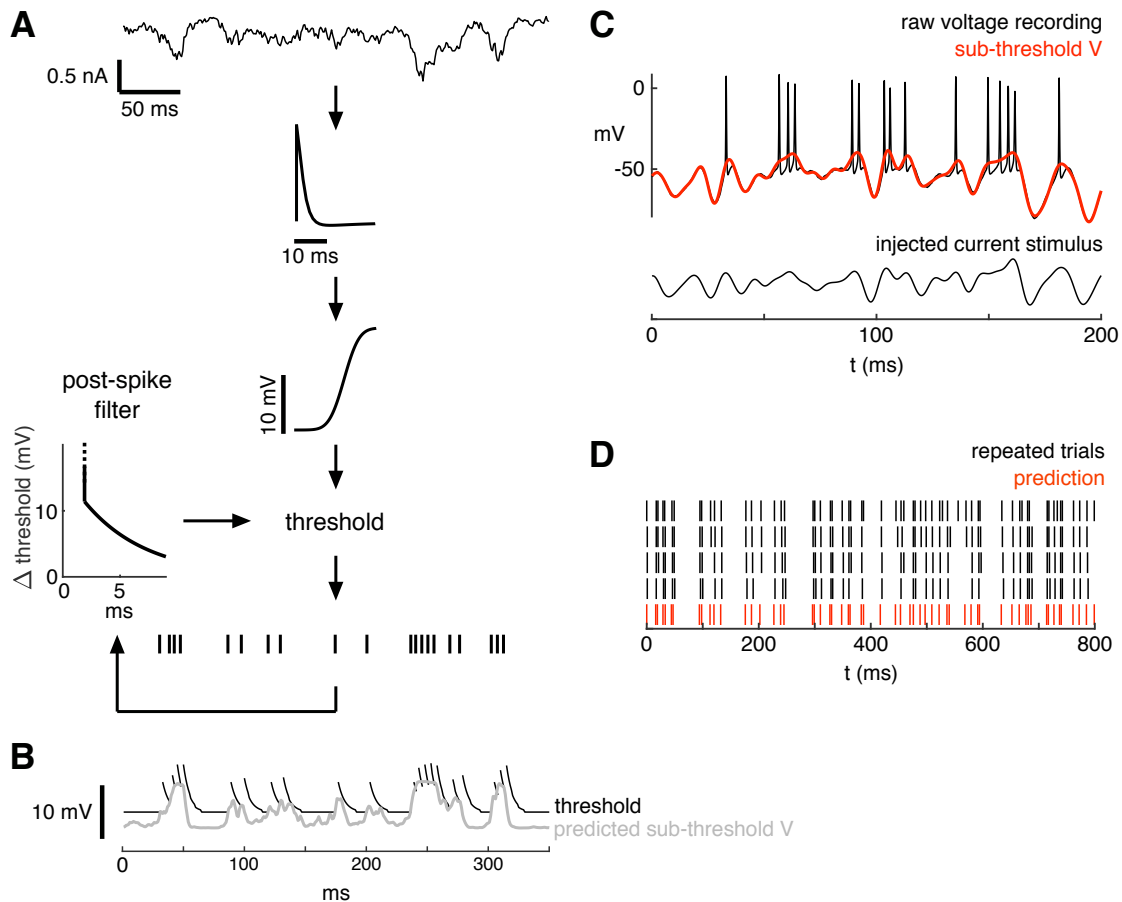 A
0.5 nA
50 ms
10 ms
10 mV
post-spike
filter
Δ threshold (mV)
10
0
0
5
ms
threshold
B
10 mV
threshold
predicted sub-threshold V
0
100
200
300
ms
C
raw voltage recording
sub-threshold V
0
mV
-50
injected current stimulus
0
100
200
t (ms)
D
repeated trials
prediction
0
200
400
600
800
t (ms)